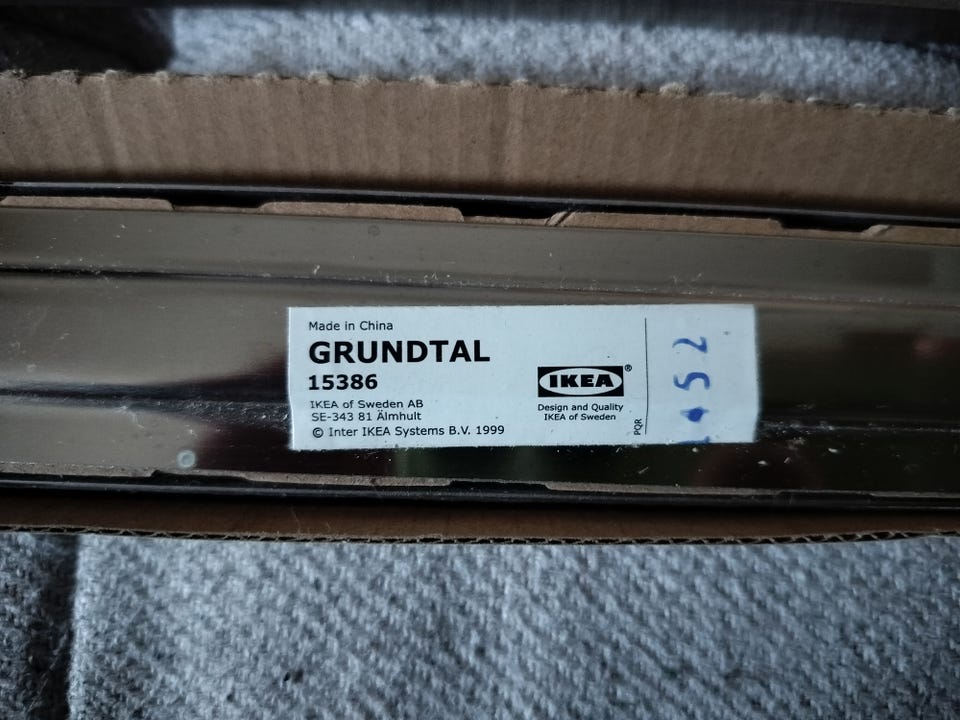 Made in China
GRUNDTAL
15386
IKEA of Sweden AB
SE-343 81 Älmhult
© Inter IKEA Systems B.V. 1999
IKEA®
Design and Quality
IKEA of Sweden
PQR
1052